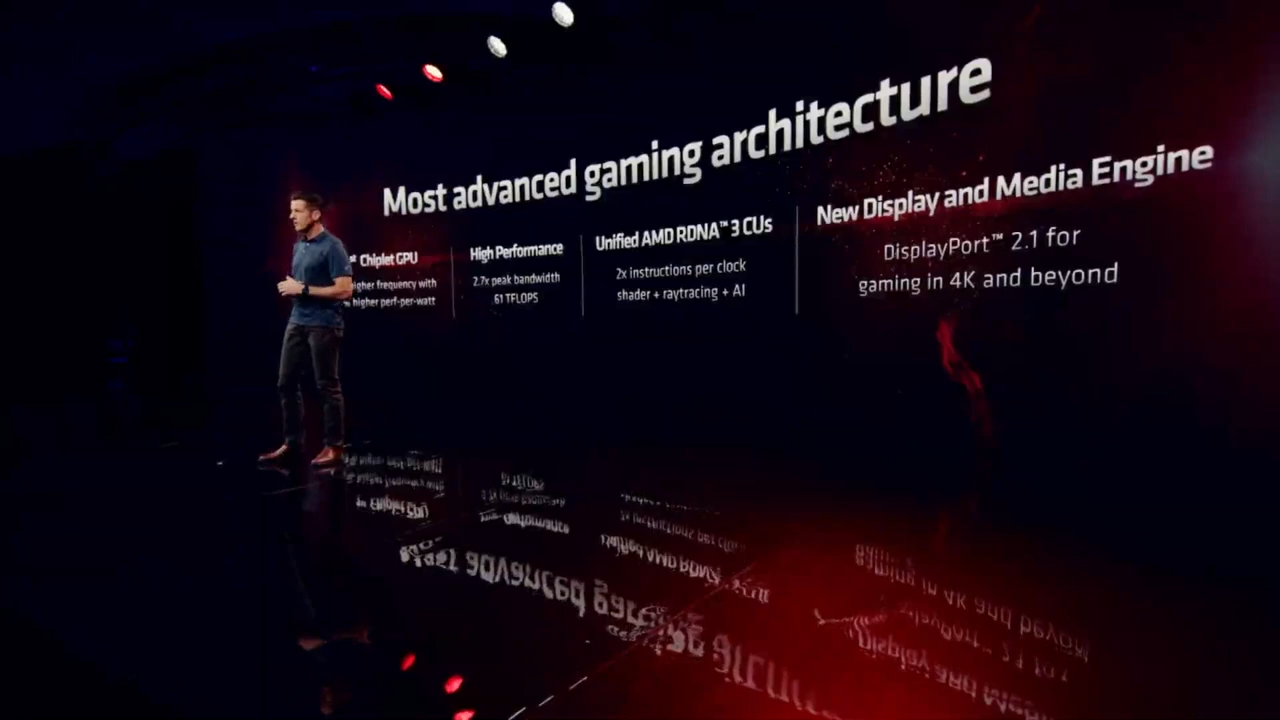 Most advanced gaming architecture
st Chiplet GPU
igher frequency with
higher perf-per-watt
High Performance
2.7x peak bandwidth
61 TFLOPS
Unified AMD RDNA™ 3 CUs
2x instructions per clock
shader + raytracing + AI
New Display and Media Engine
DisplayPort™ 2.1 for
gaming in 4K and beyond